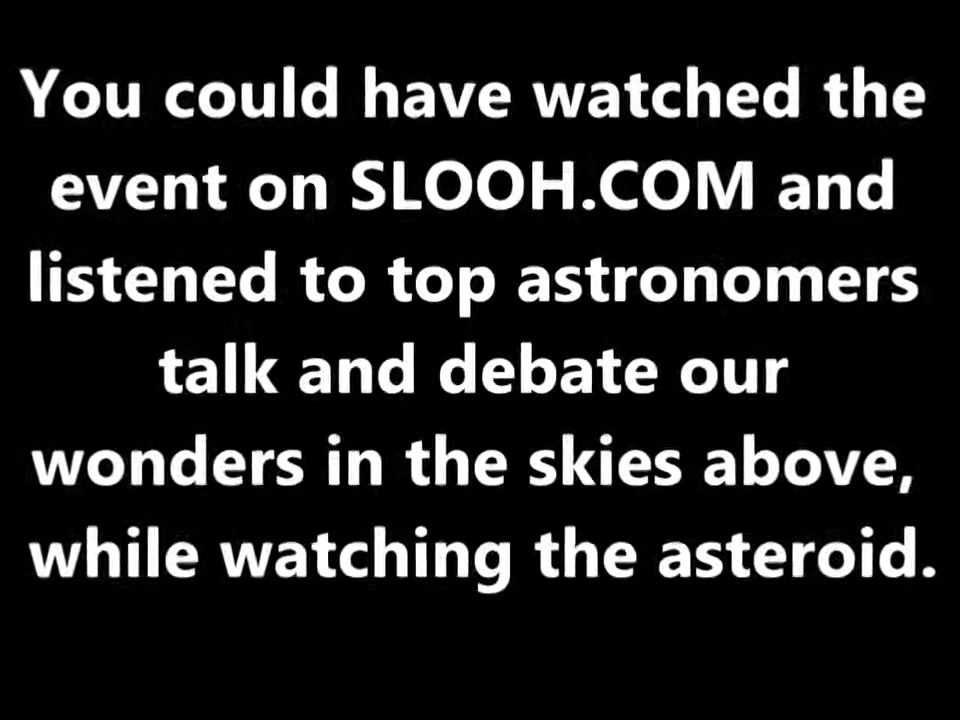 You could have watched the
event on SLOOH.COM and
listened to top astronomers
talk and debate our
wonders in the skies above,
while watching the asteroid.